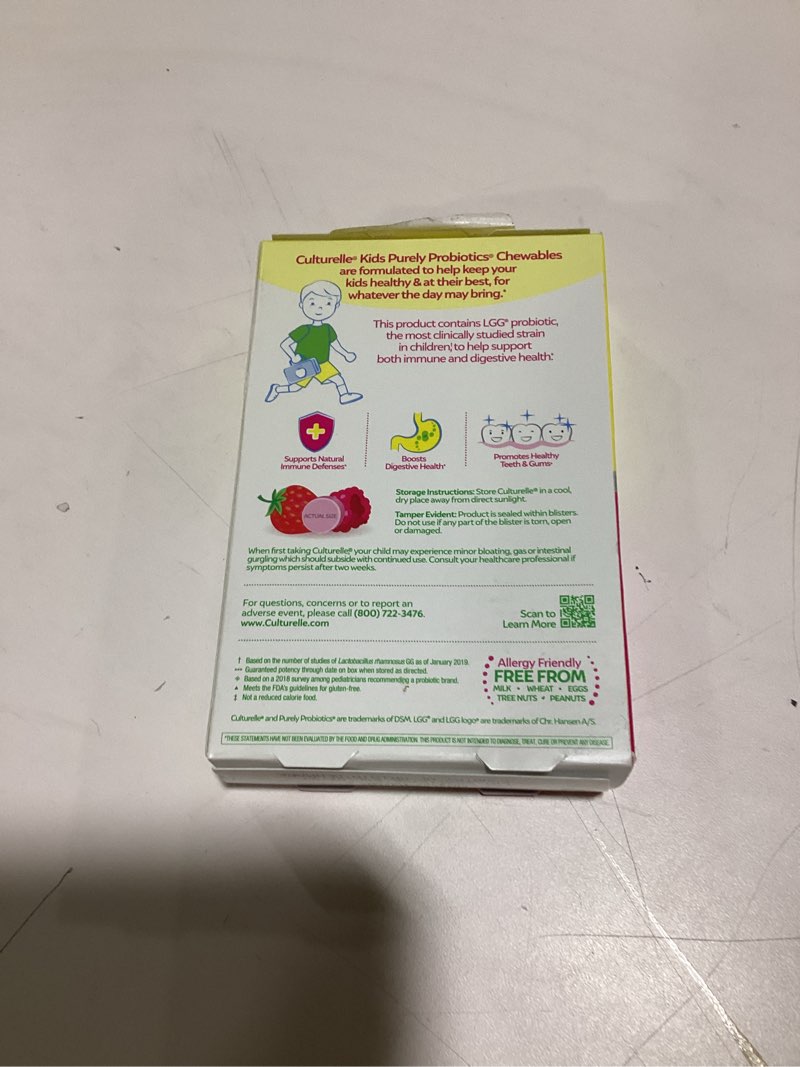 Culturelle® Kids Purely Probiotics® Chewables
are formulated to help keep your
kids healthy & at their best, for
whatever the day may bring.*
This product contains LGG® probiotic,
the most clinically studied strain
in children,† to help support
both immune and digestive health.*
Supports Natural
Immune Defenses*
Boosts
Digestive Health*
Promotes Healthy
Teeth & Gums*
ACTUAL SIZE
Storage Instructions: Store Culturelle® in a cool,
dry place away from direct sunlight.
Tamper Evident: Product is sealed within blisters.
Do not use if any part of the blister is torn, open
or damaged.
When first taking Culturelle® your child may experience minor bloating, gas or intestinal
gurgling which should subside with continued use. Consult your healthcare professional if
symptoms persist after two weeks.
For questions, concerns or to report an
adverse event, please call (800) 722-3476.
www.Culturelle.com
Scan to
Learn More
† Based on the number of studies of Lactobacillus rhamnosus GG as of January 2019.
*** Guaranteed potency through date on box when stored as directed.
Based on a 2018 survey among pediatricians recommending a probiotic brand.
▲ Meets the FDA's guidelines for gluten-free.
‡ Not a reduced calorie food.
Allergy Friendly
FREE FROM
MILK • WHEAT • EGGS
TREE NUTS • PEANUTS
Culturelle® and Purely Probiotics® are trademarks of DSM. LGG® and LGG logo® are trademarks of Chr. Hansen A/S.
*THESE STATEMENTS HAVE NOT BEEN EVALUATED BY THE FOOD AND DRUG ADMINISTRATION. THIS PRODUCT IS NOT INTENDED TO DIAGNOSE, TREAT, CURE OR PREVENT ANY DISEASE.